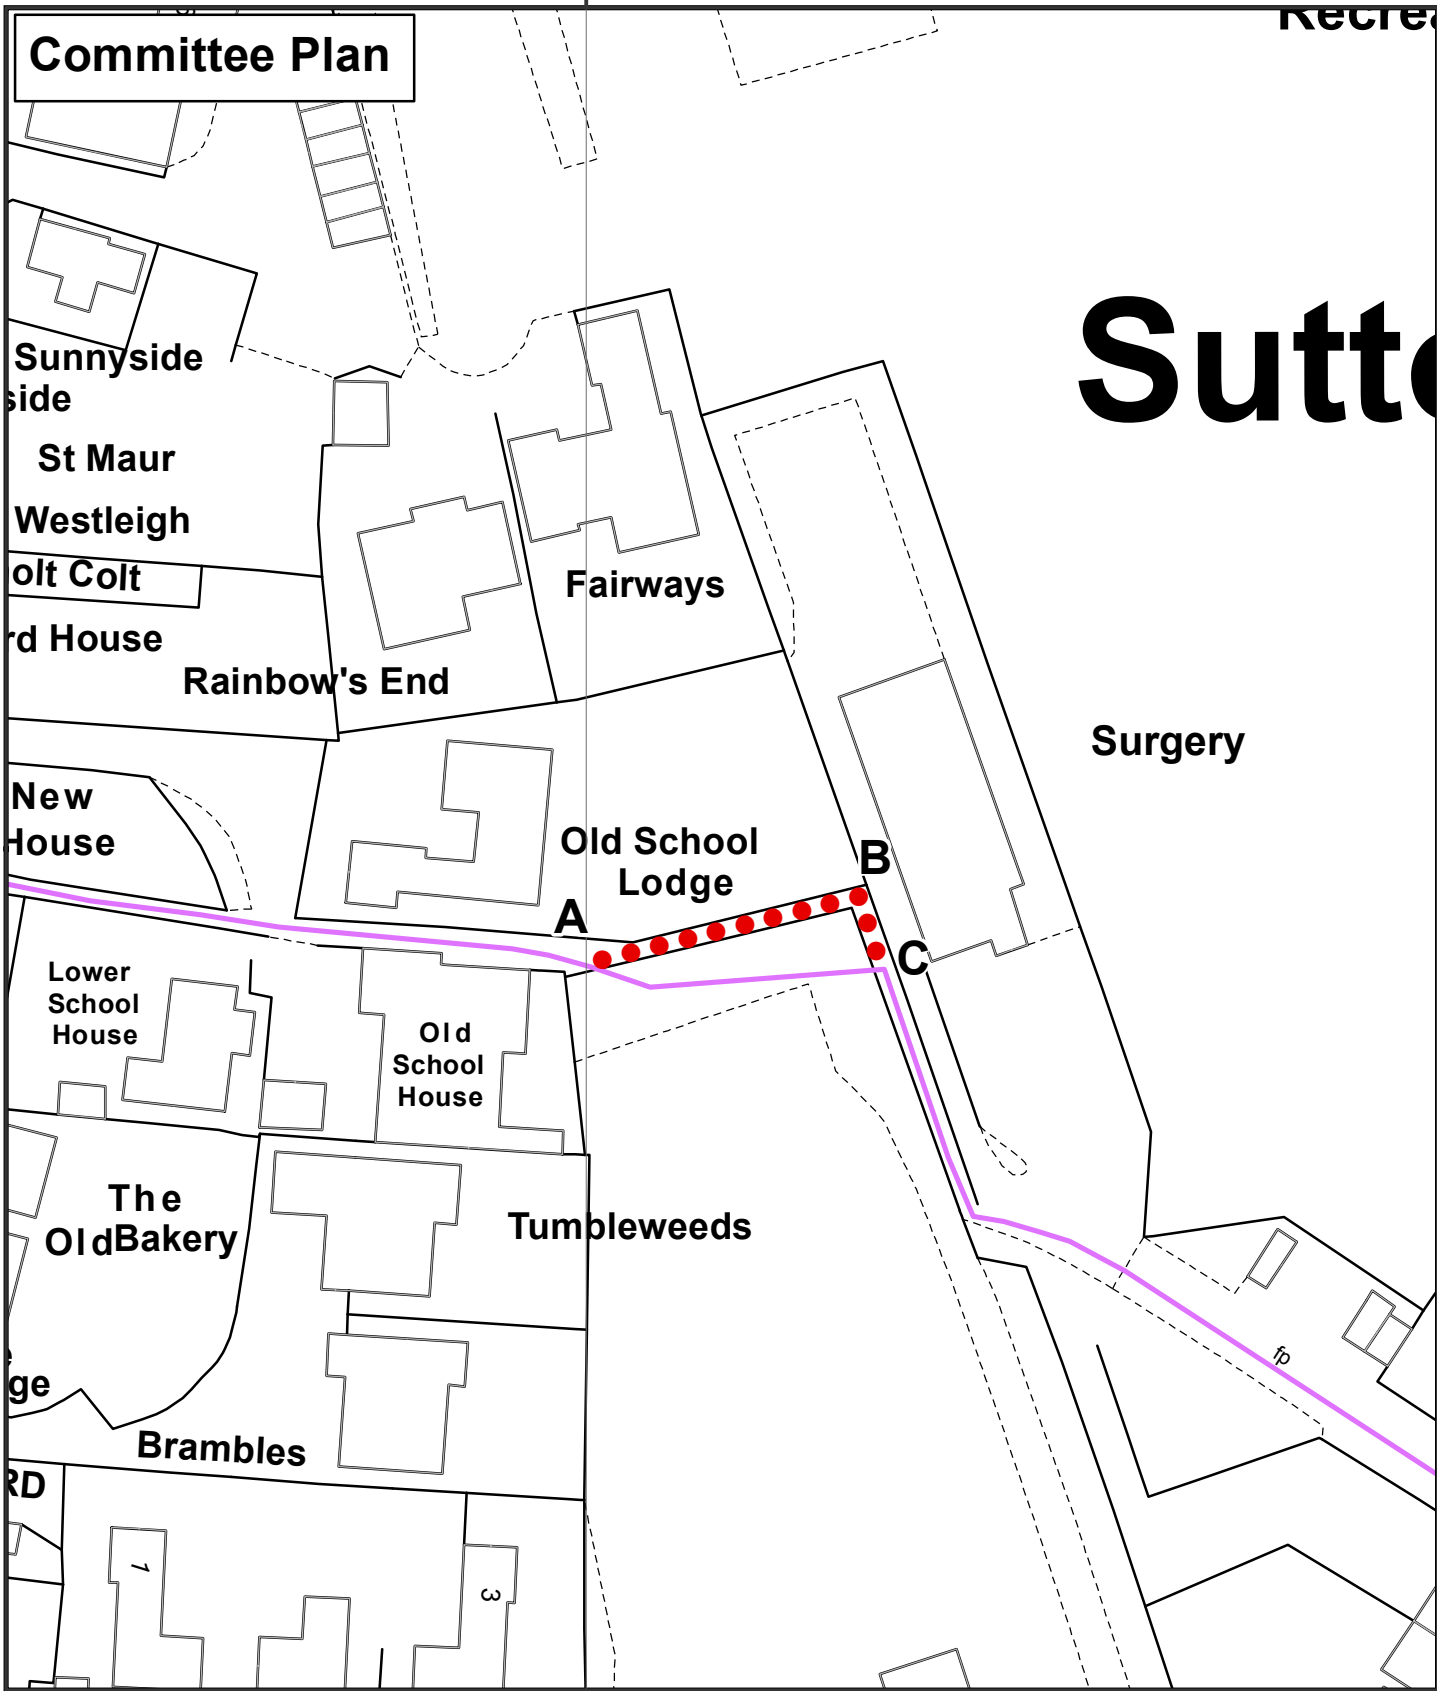 Committee Plan
Recrea
Sutto
Sunnyside
side
St Maur
Westleigh
olt Colt
Fairways
rd House
Rainbow's End
Surgery
New
House
Old School
Lodge
B
A
C
Lower
School
House
Old
School
House
The
Old Bakery
Tumbleweeds
fp
ge
Brambles
RD
1
3